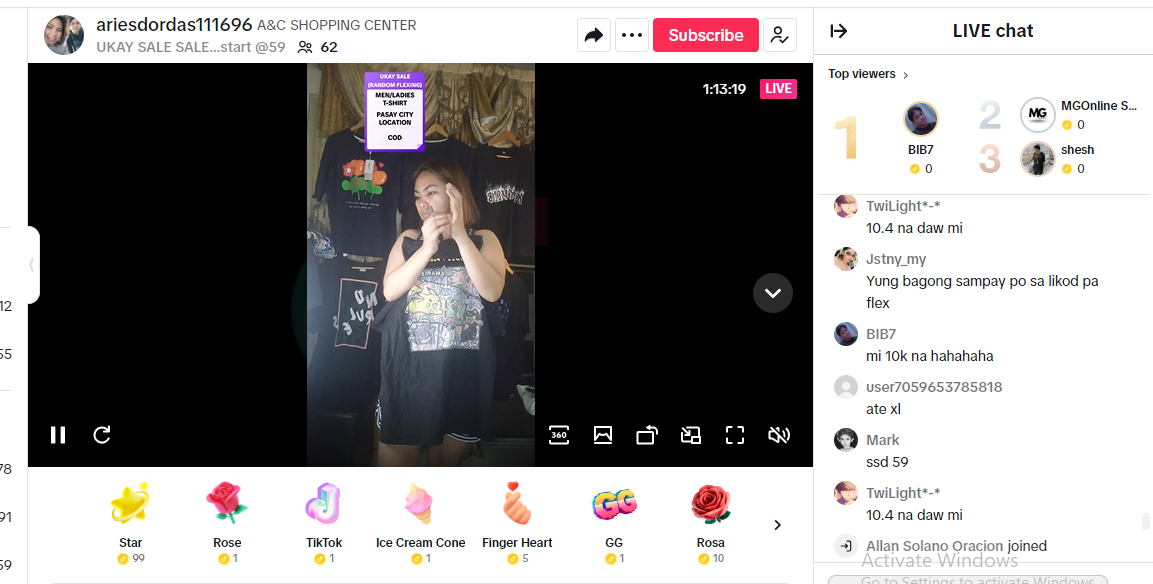 ariesdordas111696 A&C SHOPPING CENTER
UKAY SALE SALE...start @59 62
Subscribe
LIVE chat
12
55
78
91
59
UKAY SALE
(RANDOM FLEXING)
MEN/LADIES
T-SHIRT
PASAY CITY
LOCATION
COD
1:13:19 LIVE
360
Star
99
Rose
1
TikTok
1
Ice Cream Cone
1
Finger Heart
5
GG
GG
1
Rosa
10
Top viewers
1
BIB7
0
2
MG
MGOnline S...
0
3
shesh
0
TwiLight*-*
10.4 na daw mi
Jstny_my
Yung bagong sampay po sa likod pa
flex
BIB7
mi 10k na hahahaha
user7059653785818
ate xl
Mark
ssd 59
TwiLight*-*
10.4 na daw mi
Allan Solano Oracion joined
Activate Windows
Go to Settings to activate Windows.